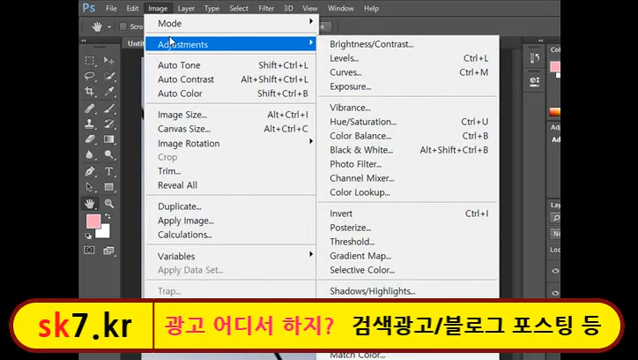 Ps File Edit Image Layer Type Select Filter 3D View Window Help
Mode
Adjustments
Auto Tone Shift+Ctrl+L
Auto Contrast Alt+Shift+Ctrl+L
Auto Color Shift+Ctrl+B
Image Size... Alt+Ctrl+I
Canvas Size... Alt+Ctrl+C
Image Rotation
Crop
Trim...
Reveal All
Duplicate...
Apply Image...
Calculations...
Variables
Apply Data Set...
Trap...
Brightness/Contrast...
Levels... Ctrl+L
Curves... Ctrl+M
Exposure...
Vibrance...
Hue/Saturation... Ctrl+U
Color Balance... Ctrl+B
Black & White... Alt+Shift+Ctrl+B
Photo Filter...
Channel Mixer...
Color Lookup...
Invert Ctrl+I
Posterize...
Threshold...
Gradient Map...
Selective Color...
Shadows/Highlights...
Match Color...
sk7.kr 광고 어디서 하지? 검색광고/블로그 포스팅 등